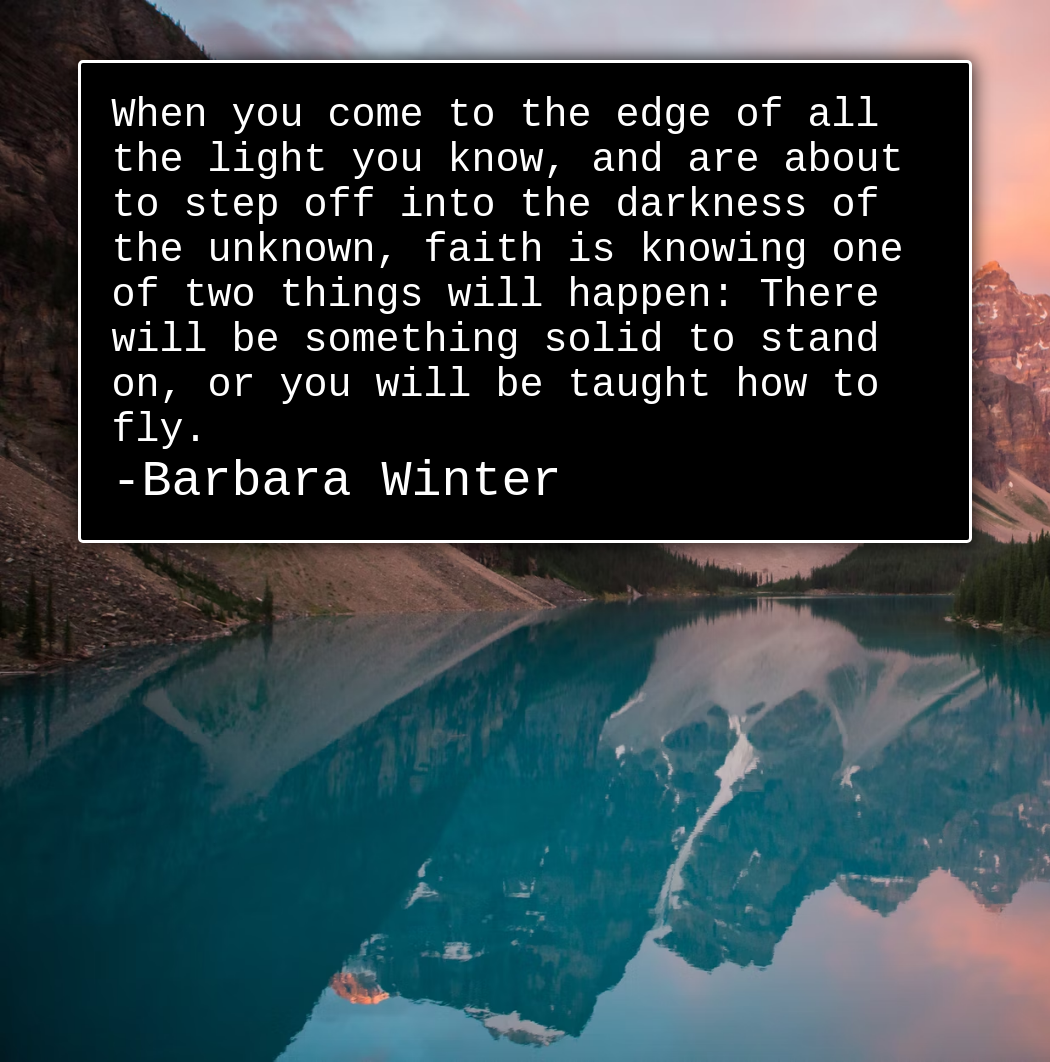 When you come to the edge of all
the light you know, and are about
to step off into the darkness of
the unknown, faith is knowing one
of two things will happen: There
will be something solid to stand
on, or you will be taught how to
fly.
-Barbara Winter